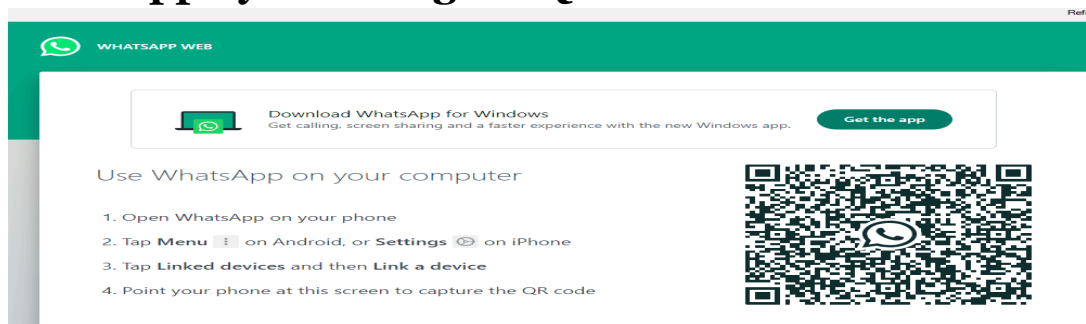 Ref
WHATSAPP WEB
Download WhatsApp for Windows
Get calling, screen sharing and a faster experience with the new Windows app.
Get the app
Use WhatsApp on your computer
1. Open WhatsApp on your phone
2. Tap Menu on Android, or Settings on iPhone
3. Tap Linked devices and then Link a device
4. Point your phone at this screen to capture the QR code